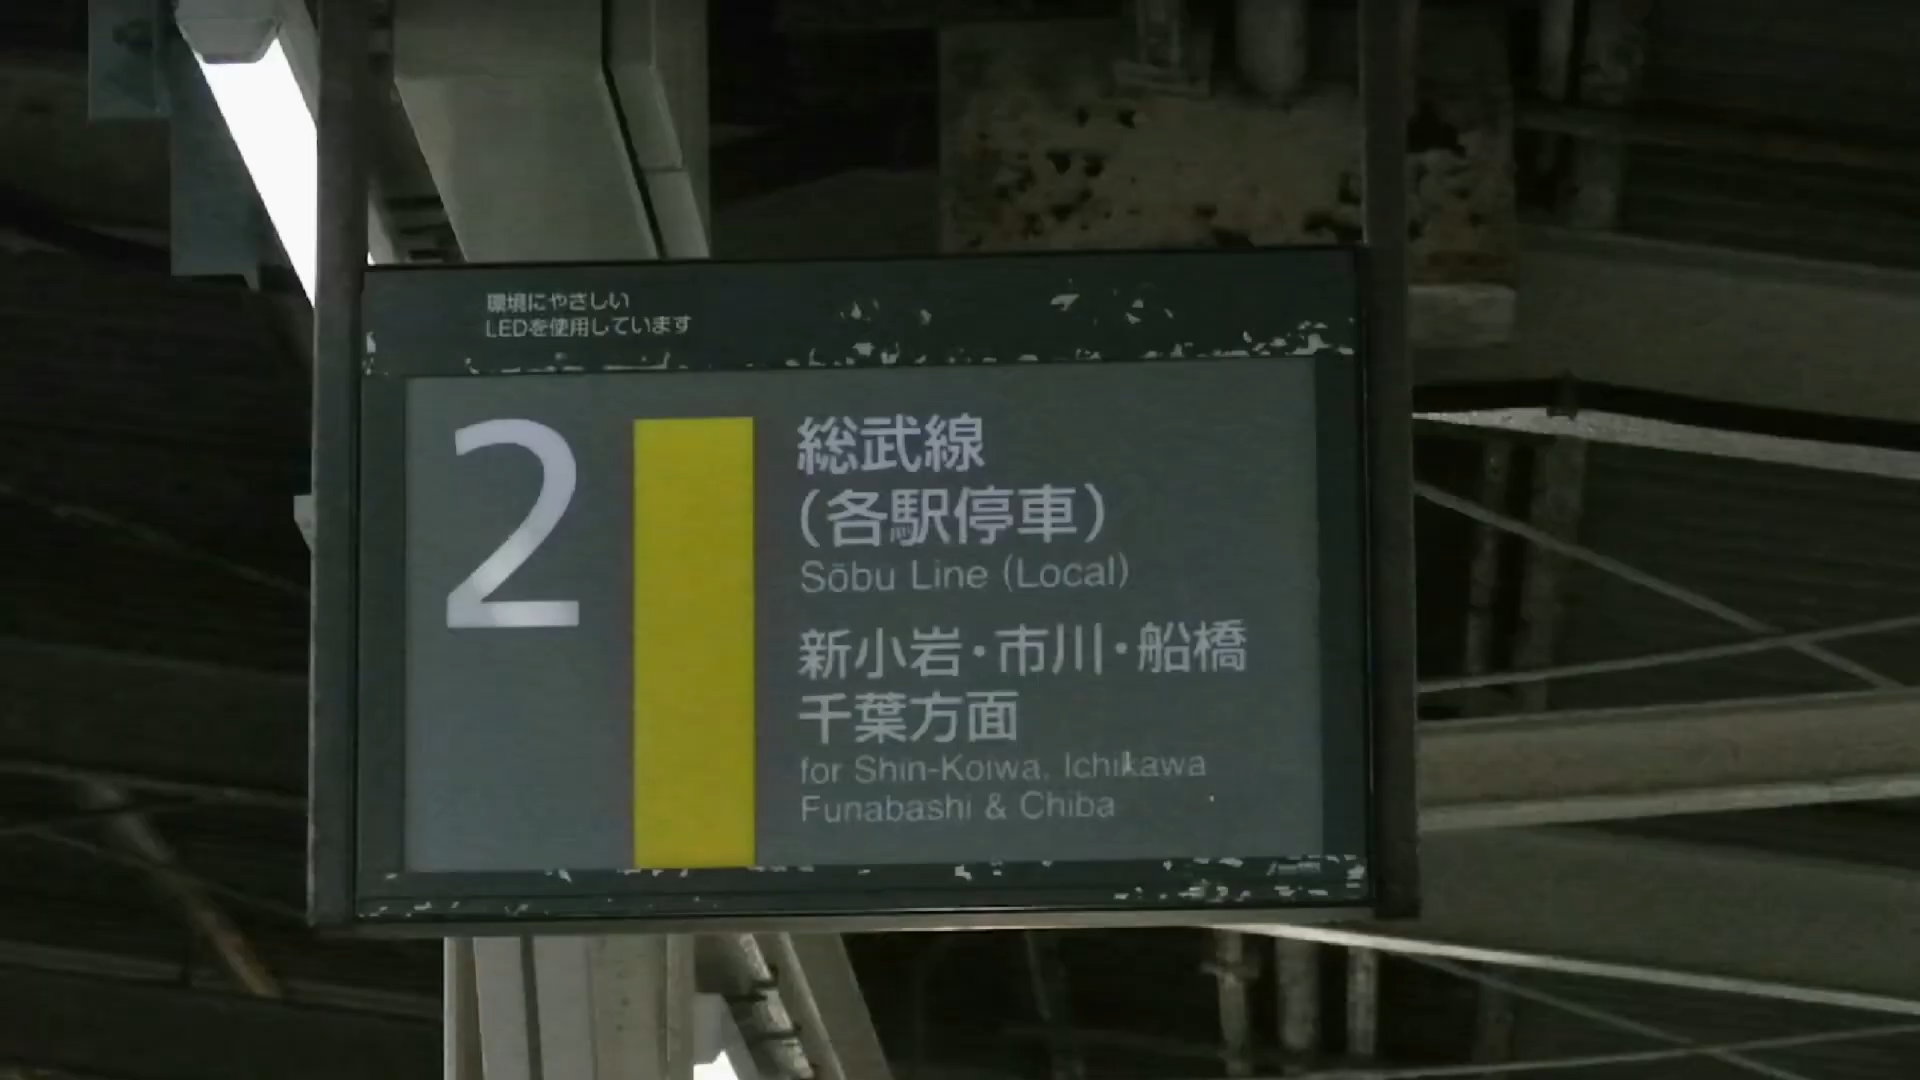 環境にやさしい
LEDを使用しています
2
総武線
(各駅停車)
Sōbu Line (Local)
新小岩・市川・船橋
千葉方面
for Shin-Koiwa, Ichikawa
Funabashi & Chiba